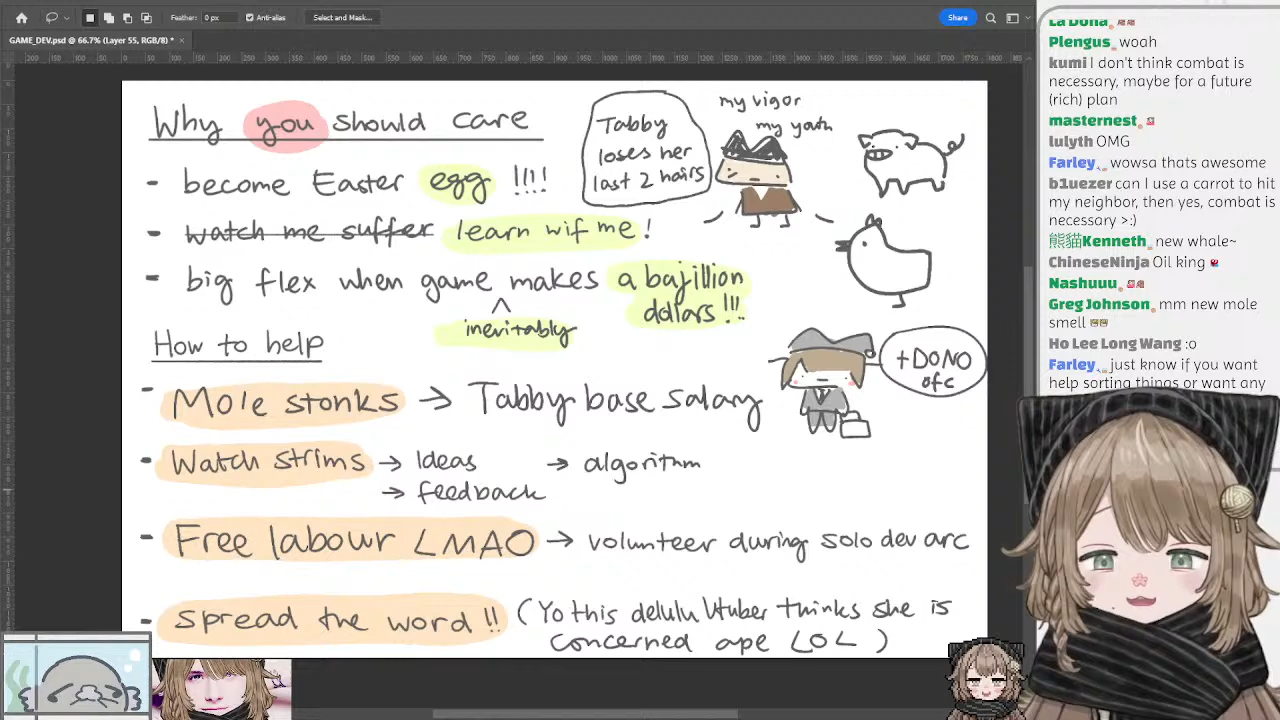 Feather: 0 px
Anti-alias
Select and Mask...
Share
GAME_DEV.psd @ 66.7% (Layer 55, RGB/8) *
Why you should care
- become Easter egg !!!!
- watch me suffer learn wif me !
- big flex when game makes a bajillion dollars !!!
inevitably
Tabby
loses her
last 2 hairs
my vigor
my youth
How to help
- Mole stonks → Tabby base salary
+DONO
ofc
- Watch strims → Ideas → algorithm
→ feedback
- Free labour LMAO → volunteer during solo dev arc
- spread the word !! ( Yo this delulu Vtuber thinks she is
concerned ape LOL )
La Dona
Plengus woah
kumi I don't think combat is
necessary, maybe for a future
(rich) plan
masternest
lulyth OMG
Farley wowsa thats awesome
b1uezer can I use a carrot to hit
my neighbor, then yes, combat is
necessary >:)
熊貓Kenneth new whale~
ChineseNinja Oil king
Nashuuu
Greg Johnson mm new mole
smell
Ho Lee Long Wang :o
Farley just know if you want
help sorting things or want any